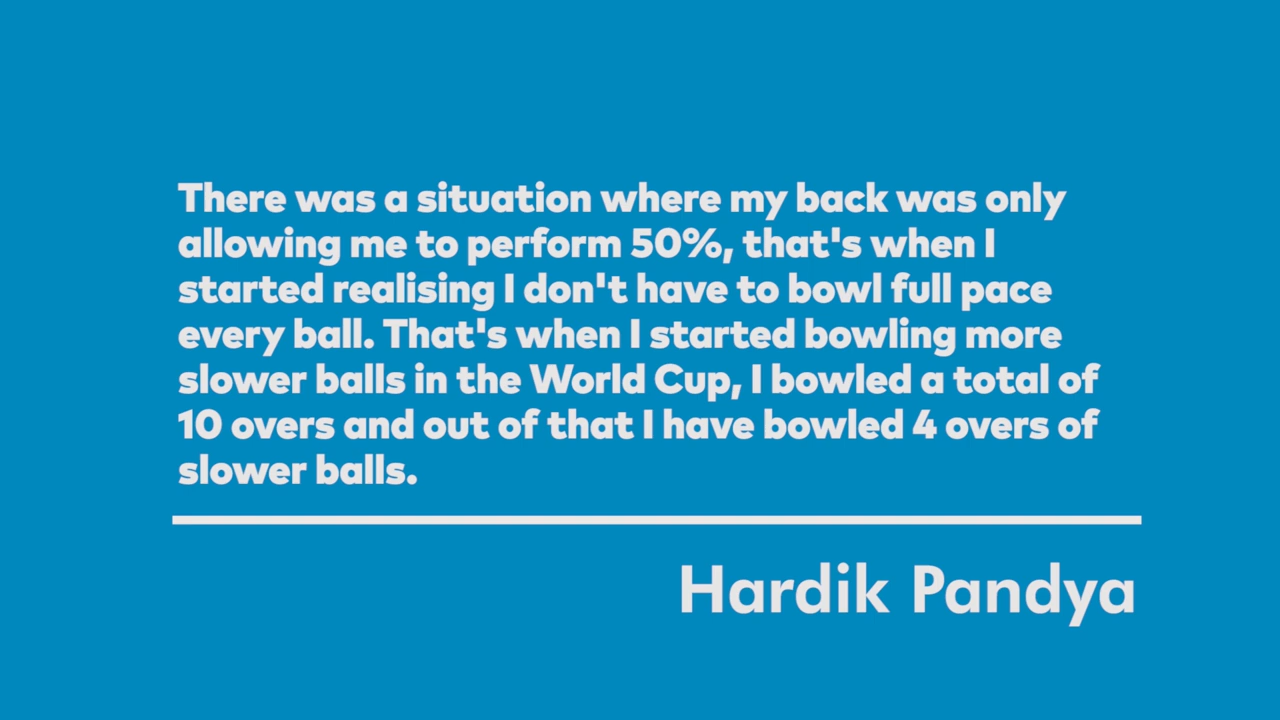 There was a situation where my back was only
allowing me to perform 50%, that's when I
started realising I don't have to bowl full pace
every ball. That's when I started bowling more
slower balls in the World Cup, I bowled a total of
10 overs and out of that I have bowled 4 overs of
slower balls.
Hardik Pandya